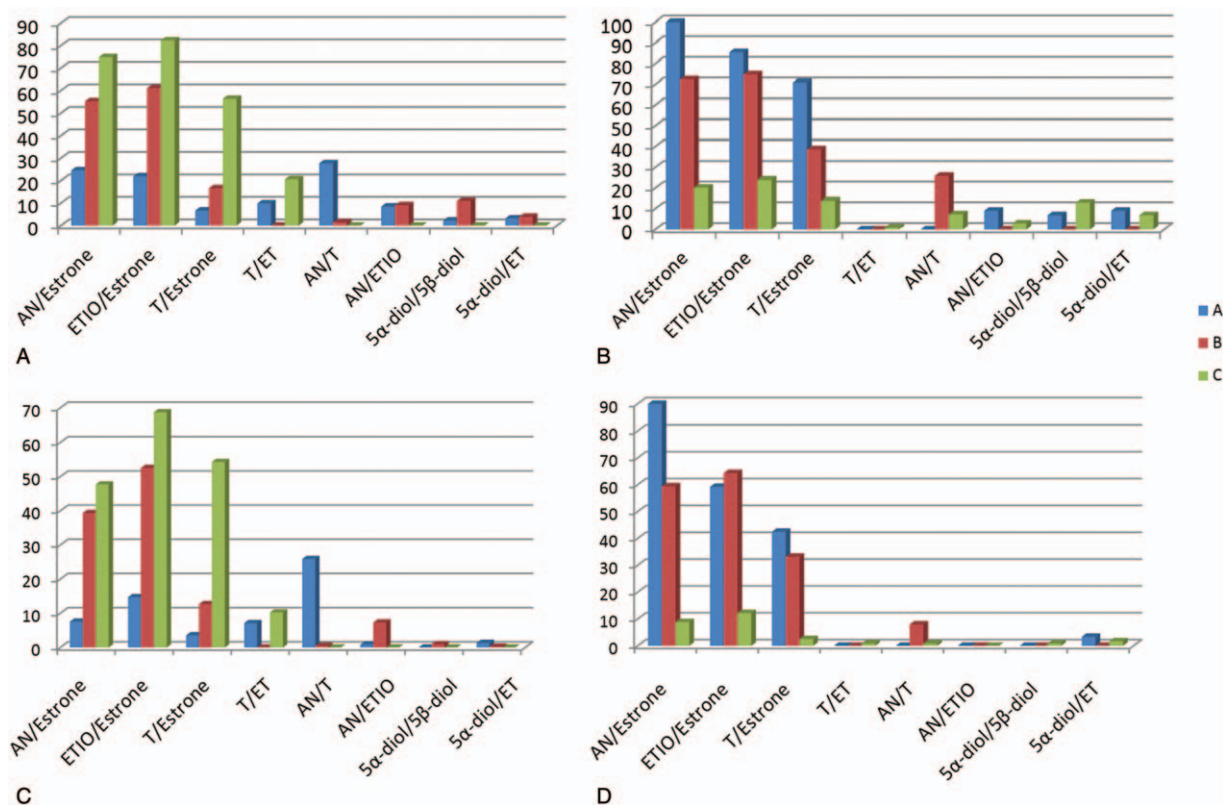 90
80
70
60
50
40
30
20
10
0
AN/Estrone
ETIO/Estrone
T/Estrone
T/ET
AN/T
AN/ETIO
5α-diol/5β-diol
5α-diol/ET
A
100
90
80
70
60
50
40
30
20
10
0
AN/Estrone
ETIO/Estrone
T/Estrone
T/ET
AN/T
AN/ETIO
5α-diol/5β-diol
5α-diol/ET
B
A
B
C
70
60
50
40
30
20
10
0
AN/Estrone
ETIO/Estrone
T/Estrone
T/ET
AN/T
AN/ETIO
5α-diol/5β-diol
5α-diol/ET
C
90
80
70
60
50
40
30
20
10
0
AN/Estrone
ETIO/Estrone
T/Estrone
T/ET
AN/T
AN/ETIO
5α-diol/5β-diol
5α-diol/ET
D